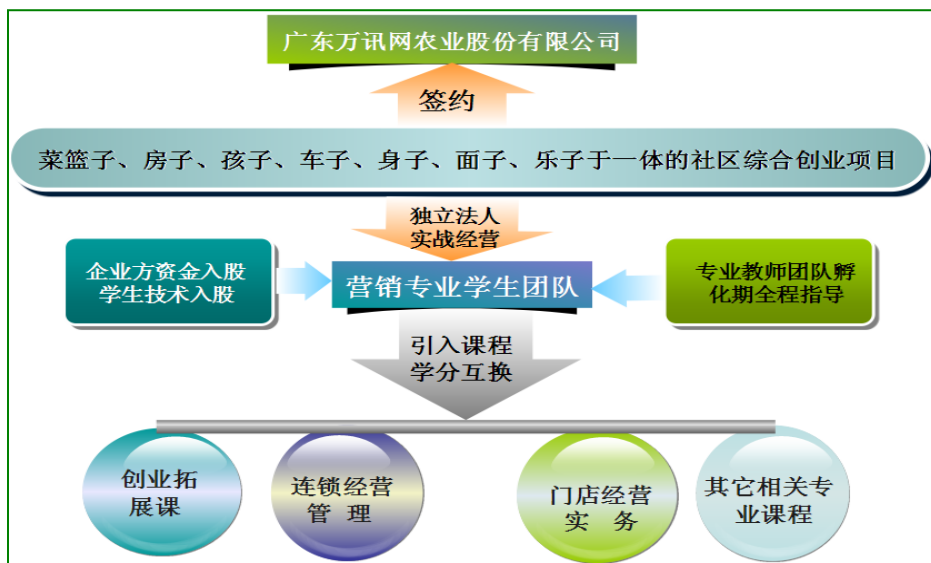 广东万讯网农业股份有限公司
签约
菜篮子、房子、孩子、车子、身子、面子、乐子于一体的社区综合创业项目
独立法人
实战经营
企业方资金入股
学生技术入股
营销专业学生团队
专业教师团队孵
化期全程指导
引入课程
学分互换
创业拓
展课
连锁经营
管 理
门店经营
实 务
其它相关专
业课程